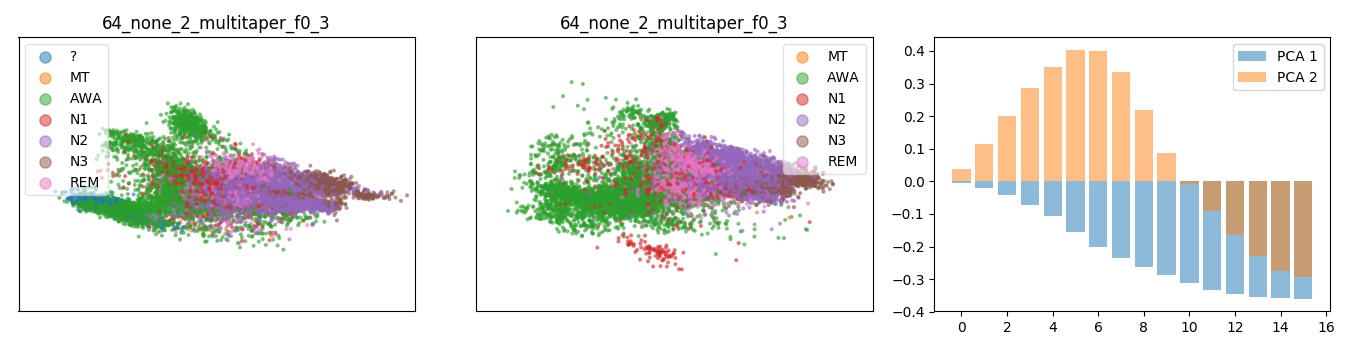 64_none_2_multitaper_f0_3
?
MT
AWA
N1
N2
N3
REM
64_none_2_multitaper_f0_3
MT
AWA
N1
N2
N3
REM
PCA 1
PCA 2
0.4
0.3
0.2
0.1
0.0
−0.1
−0.2
−0.3
−0.4
0 2 4 6 8 10 12 14 16